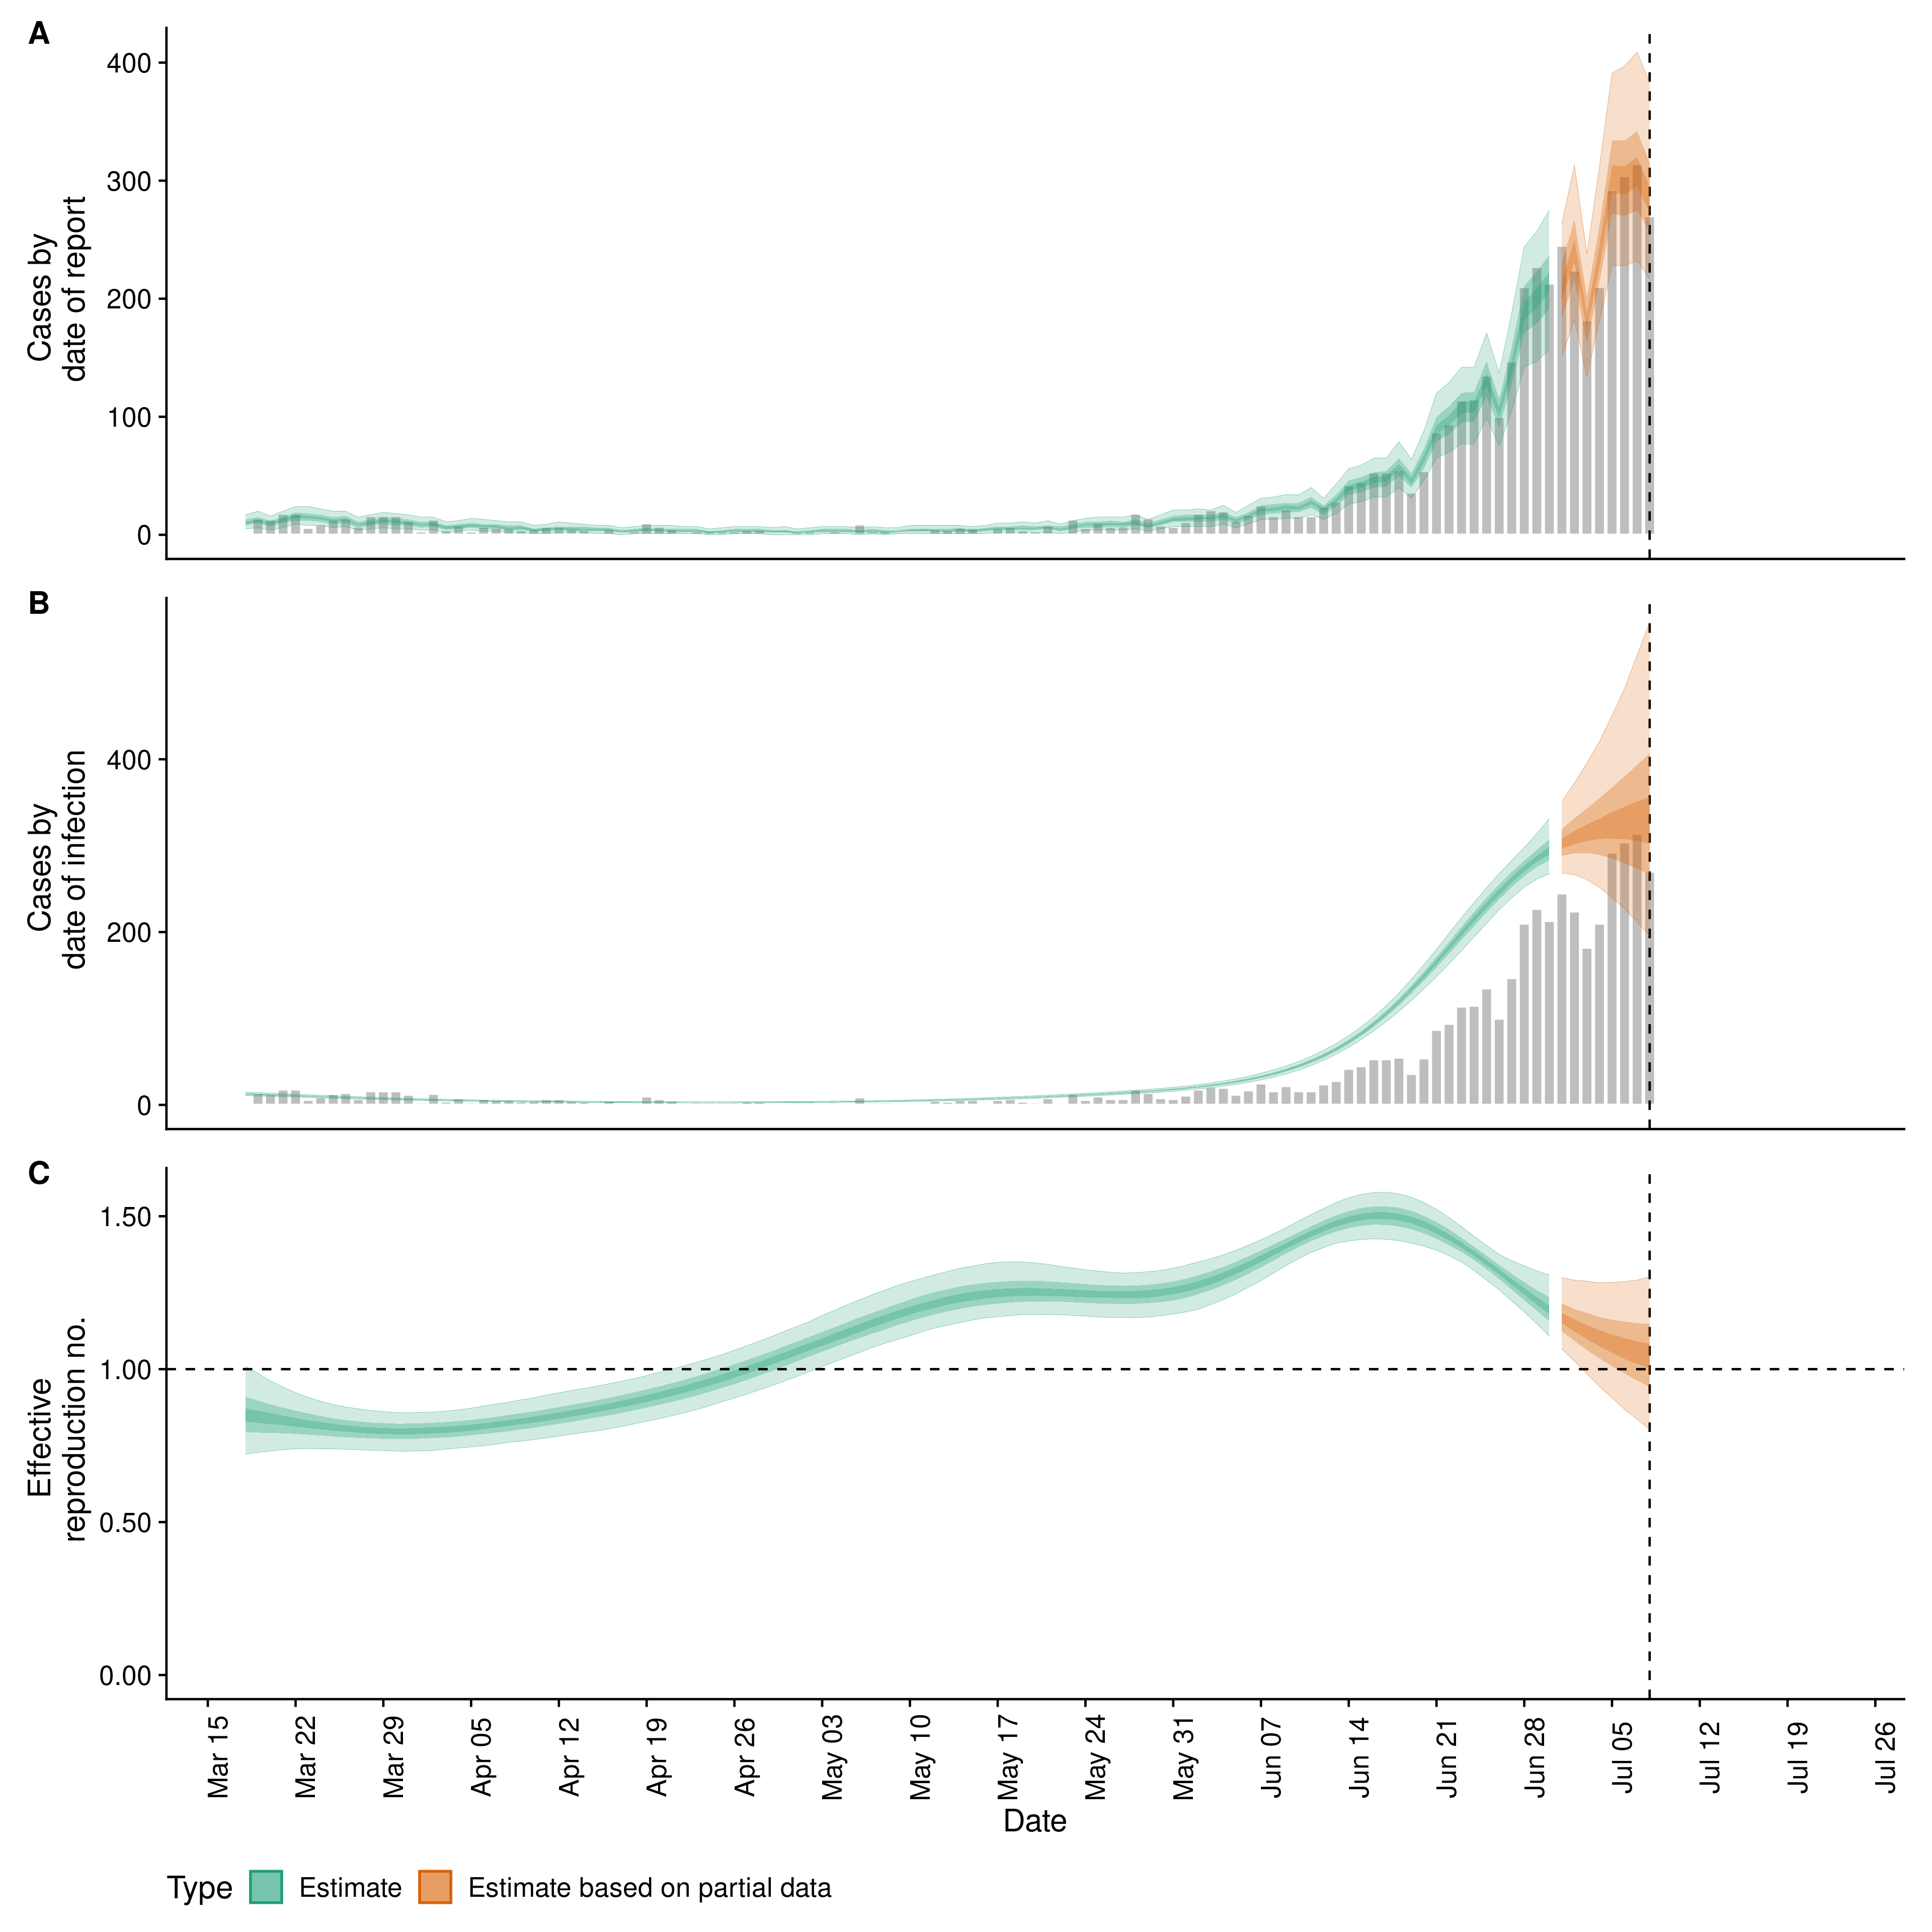 A
Cases by
date of report
400
300
200
100
0
B
Cases by
date of infection
400
200
0
C
Effective
reproduction no.
1.50
1.00
0.50
0.00
Mar 15
Mar 22
Mar 29
Apr 05
Apr 12
Apr 19
Apr 26
May 03
May 10
May 17
May 24
May 31
Jun 07
Jun 14
Jun 21
Jun 28
Jul 05
Jul 12
Jul 19
Jul 26
Date
Type Estimate Estimate based on partial data